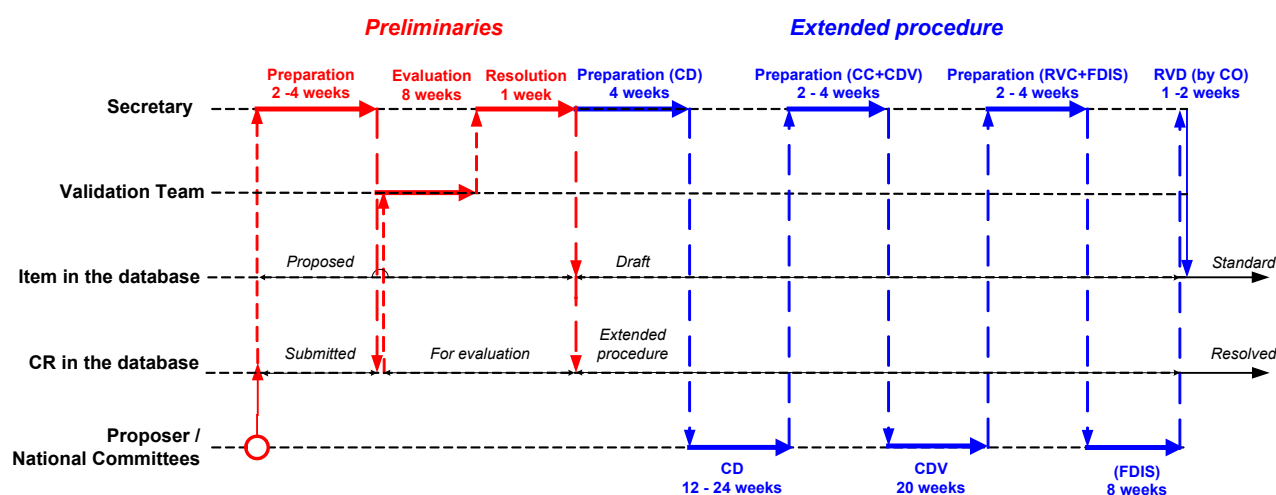 Preliminaries
Extended procedure
Preparation
2 -4 weeks
Evaluation
8 weeks
Resolution
1 week
Preparation (CD)
4 weeks
Preparation (CC+CDV)
2 - 4 weeks
Preparation (RVC+FDIS)
2 - 4 weeks
RVD (by CO)
1 -2 weeks
Secretary
Validation Team
Item in the database
Proposed
Draft
Standard
CR in the database
Submitted
For evaluation
Extended
procedure
Resolved
Proposer /
National Committees
CD
12 - 24 weeks
CDV
20 weeks
(FDIS)
8 weeks